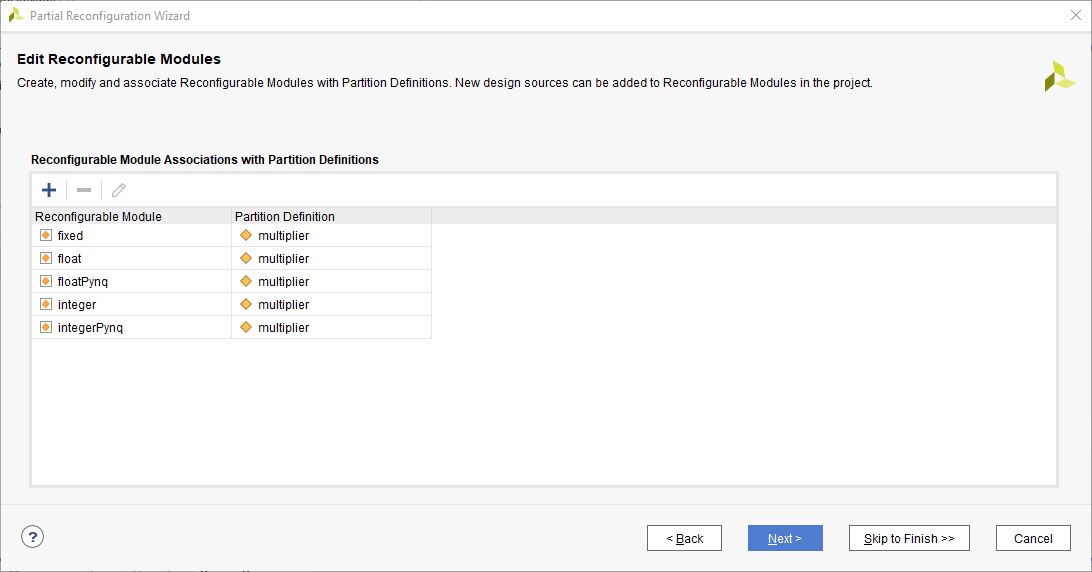 Partial Reconfiguration Wizard
Edit Reconfigurable Modules
Create, modify and associate Reconfigurable Modules with Partition Definitions. New design sources can be added to Reconfigurable Modules in the project.
Reconfigurable Module Associations with Partition Definitions
Reconfigurable Module Partition Definition
fixed multiplier
float multiplier
floatPynq multiplier
integer multiplier
integerPynq multiplier
? < Back Next > Skip to Finish >> Cancel